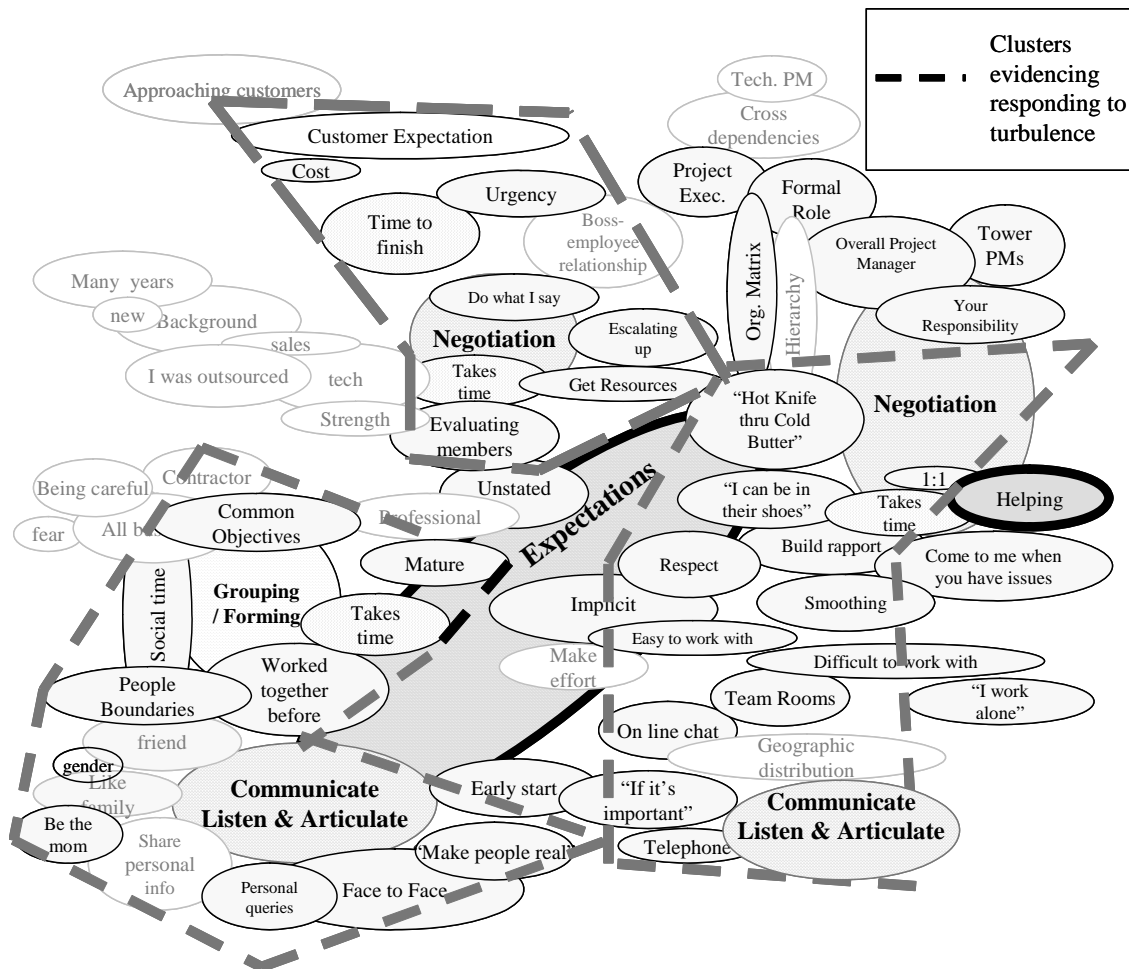 Clusters
evidencing
responding to
turbulence
Approaching customers
Customer Expectation
Cost
Urgency
Time to
finish
Boss-
employee
relationship
Tech. PM
Cross
dependencies
Project
Exec.
Formal
Role
Overall Project
Manager
Tower
PMs
Org. Matrix
Hierarchy
Your
Responsibility
Many years
new
Background
sales
I was outsourced
tech
Strength
Do what I say
Negotiation
Escalating
up
Takes
time
Get Resources
Evaluating
members
"Hot Knife
thru Cold
Butter"
Negotiation
1:1
Helping
Takes
time
Unstated
Expectations
"I can be in
their shoes"
Build rapport
Come to me when
you have issues
Contractor
Being careful
fear
All bus
Common
Objectives
Professional
Mature
Respect
Smoothing
Social time
Grouping
/ Forming
Takes
time
Implicit
Easy to work with
Make
effort
Difficult to work with
Worked
together
before
People
Boundaries
Team Rooms
"I work
alone"
friend
gender
Like
family
On line chat
Geographic
distribution
Communicate
Listen & Articulate
Early start
"If it's
important"
Communicate
Listen & Articulate
Be the
mom
Share
personal
info
"Make people real"
Telephone
Personal
queries
Face to Face